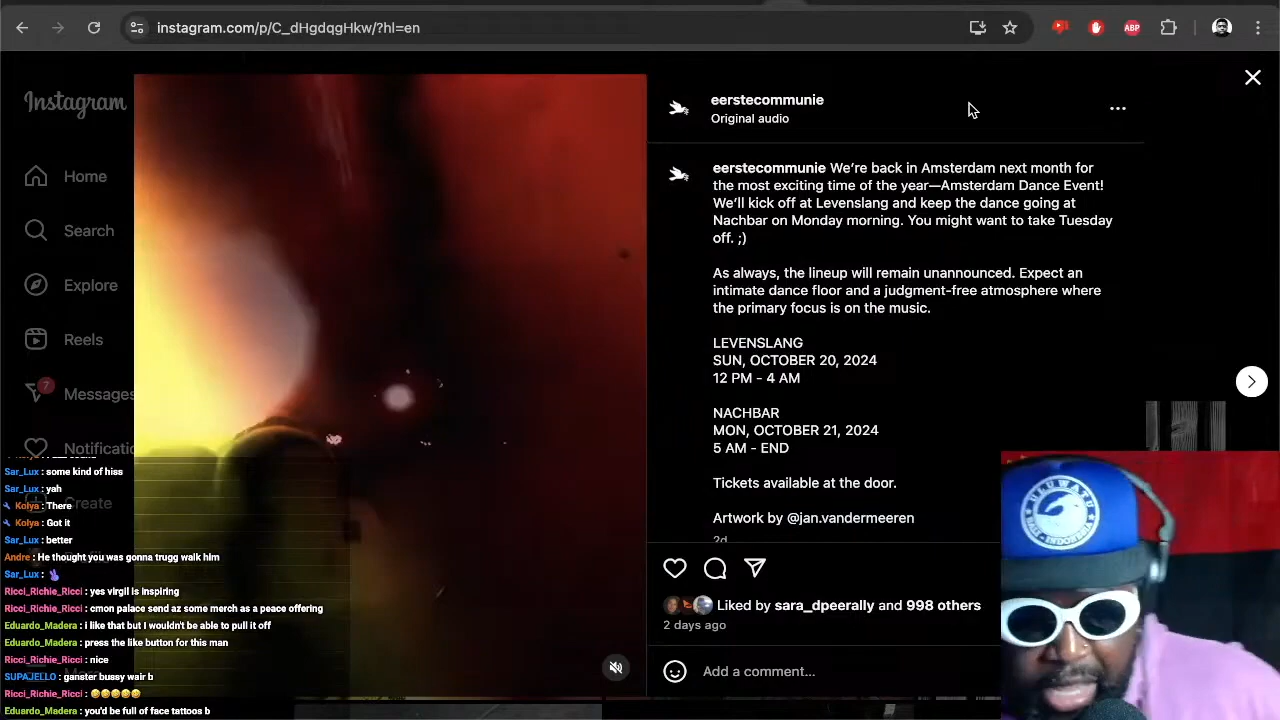 instagram.com/p/C_dHgdqgHkw/?hl=en
ABP
Instagram
Home
Search
Explore
Reels
7
Messages
Notificatio
Create
eerstecommunie
Original audio
eerstecommunie We're back in Amsterdam next month for
the most exciting time of the year—Amsterdam Dance Event!
We'll kick off at Levenslang and keep the dance going at
Nachbar on Monday morning. You might want to take Tuesday
off. ;)
As always, the lineup will remain unannounced. Expect an
intimate dance floor and a judgment-free atmosphere where
the primary focus is on the music.
LEVENSLANG
SUN, OCTOBER 20, 2024
12 PM - 4 AM
NACHBAR
MON, OCTOBER 21, 2024
5 AM - END
Tickets available at the door.
Artwork by @jan.vandermeeren
2d
Liked by sara_dpeerally and 998 others
2 days ago
Add a comment...
Sar_Lux : some kind of hiss
Sar_Lux : yah
Kolya : There
Kolya : Got it
Sar_Lux : better
Andre : He thought you was gonna trugg walk him
Sar_Lux :
Ricci_Richie_Ricci : yes virgil is inspiring
Ricci_Richie_Ricci : cmon palace send az some merch as a peace offering
Eduardo_Madera : i like that but I wouldn't be able to pull it off
Eduardo_Madera : press the like button for this man
Ricci_Richie_Ricci : nice
SUPAJELLO : ganster bussy wair b
Ricci_Richie_Ricci : 🤣🤣🤣🤣🤣
Eduardo_Madera : you'd be full of face tattoos b
ULUWATU
BALI - INDONESIA